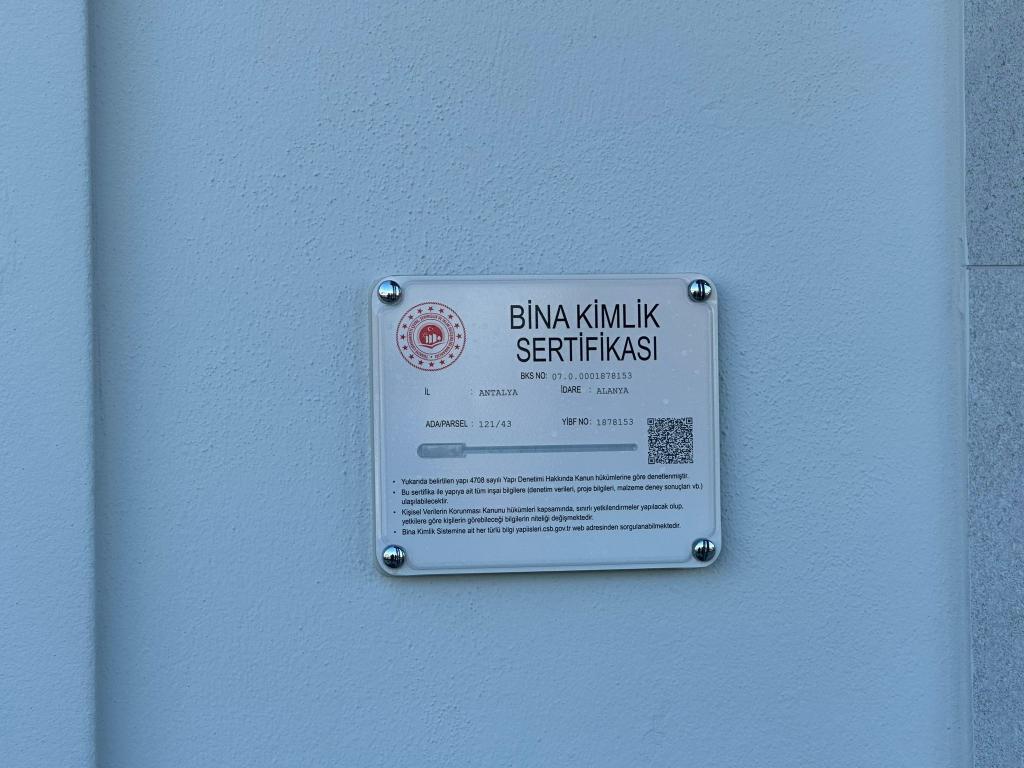 BİNA KİMLİK
SERTİFİKASI
BKS NO: 07.0.0001878153
İL : ANTALYA İDARE : ALANYA
ADA/PARSEL : 121/43 YİBF NO: 1878153
• Yukarıda belirtilen yapı 4708 sayılı Yapı Denetimi Hakkında Kanun hükümlerine göre denetlenmiştir.
• Bu sertifika ile yapıya ait tüm inşai bilgilere (denetim verileri, proje bilgileri, malzeme deney sonuçları vb.)
ulaşılabilecektir.
• Kişisel Verilerin Korunması Kanunu hükümleri kapsamında, sınırlı yetkilendirmeler yapılacak olup,
yetkilere göre kişilerin görebileceği bilgilerin niteliği değişmektedir.
• Bina Kimlik Sistemine ait her türlü bilgi yapiisleri.csb.gov.tr web adresinden sorgulanabilmektedir.